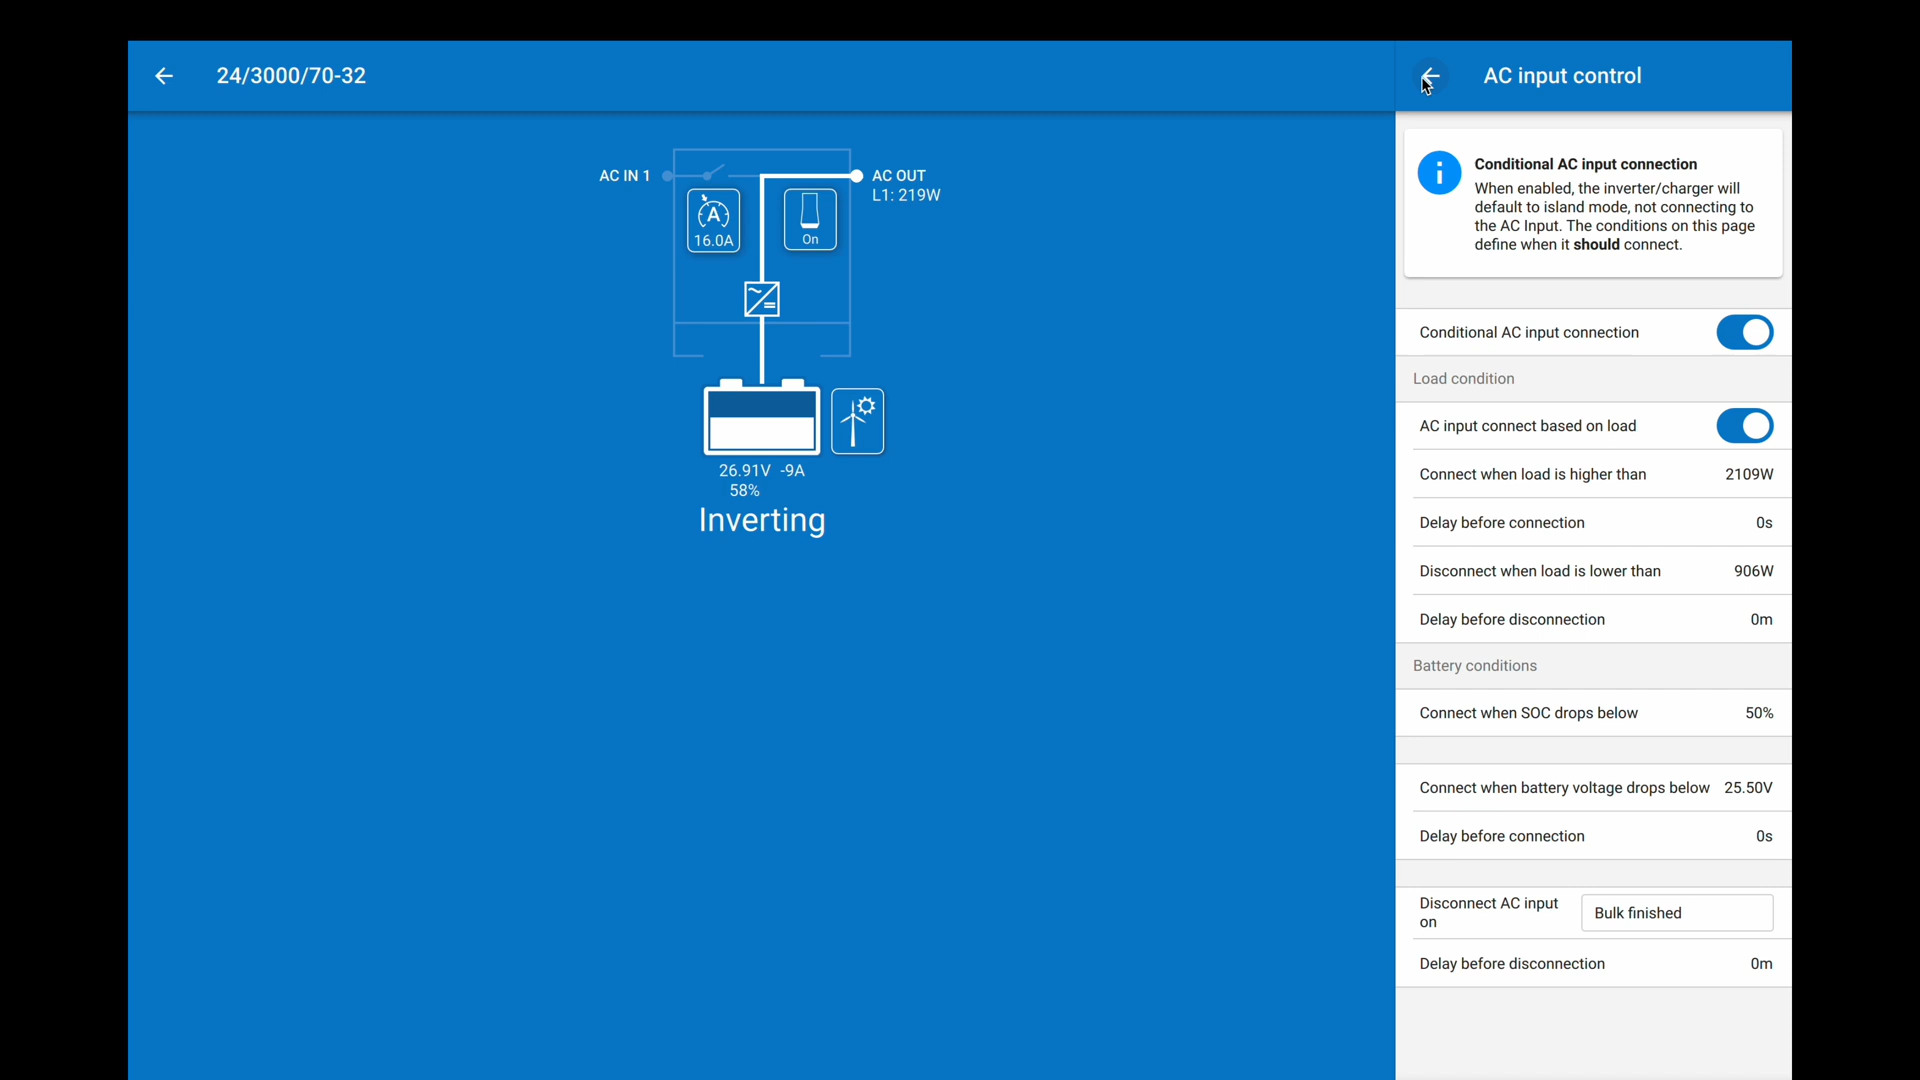 24/3000/70-32
AC IN 1
AC OUT
L1: 219W
A
16.0A
On
26.91V -9A
58%
Inverting
AC input control
i
Conditional AC input connection
When enabled, the inverter/charger will
default to island mode, not connecting to
the AC Input. The conditions on this page
define when it should connect.
Conditional AC input connection
Load condition
AC input connect based on load
Connect when load is higher than 2109W
Delay before connection 0s
Disconnect when load is lower than 906W
Delay before disconnection 0m
Battery conditions
Connect when SOC drops below 50%
Connect when battery voltage drops below 25.50V
Delay before connection 0s
Disconnect AC input
on
Bulk finished
Delay before disconnection 0m